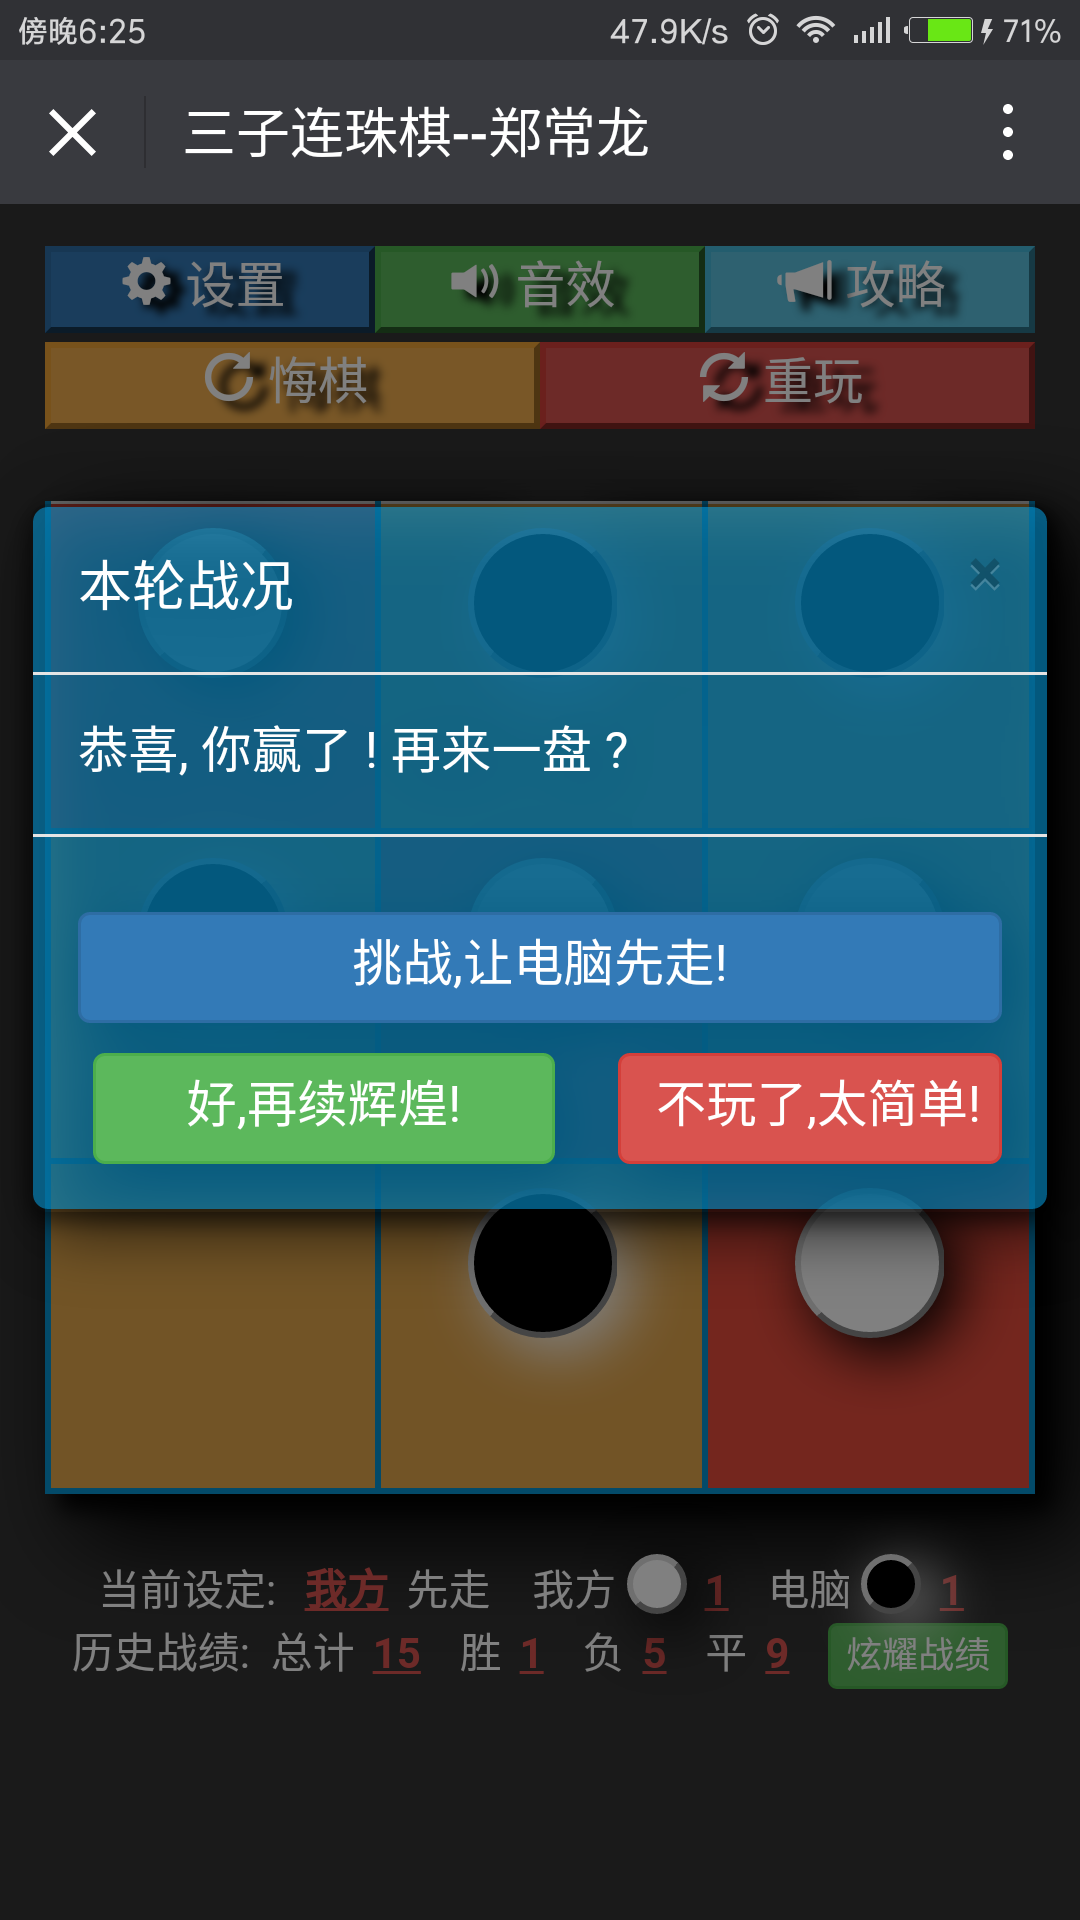 傍晚6:25 47.9K/s 71%
三子连珠棋--郑常龙
设置 音效 攻略
悔棋 重玩
本轮战况 ×
恭喜, 你赢了！再来一盘？
挑战,让电脑先走!
好,再续辉煌! 不玩了,太简单!
当前设定: 我方 先走 我方 1 电脑 1
历史战绩: 总计 15 胜 1 负 5 平 9 炫耀战绩